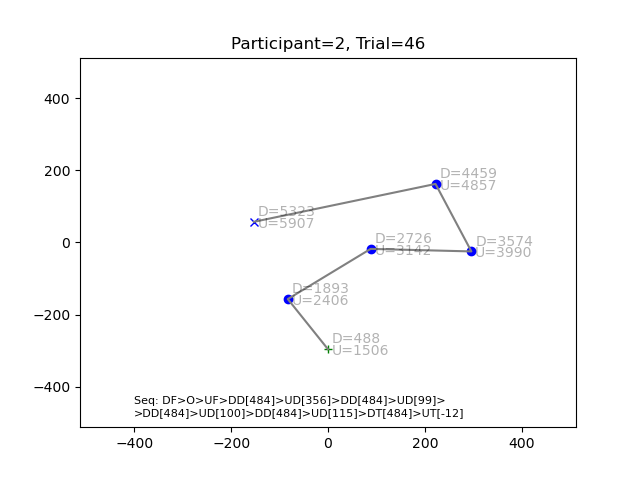 Participant=2, Trial=46
400
200
0
−200
−400
D=4459
U=4857
D=5323
U=5907
D=2726
U=3142
D=3574
U=3990
D=1893
U=2406
D=488
U=1506
Seq: DF>O>UF>DD[484]>UD[356]>DD[484]>UD[99]>
>DD[484]>UD[100]>DD[484]>UD[115]>DT[484]>UT[-12]
−400 −200 0 200 400